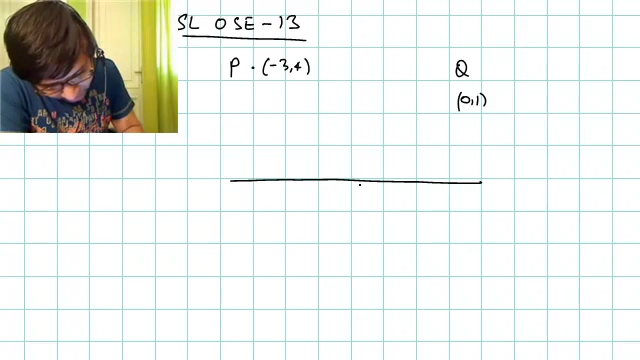 SL OSE-13
P · (-3,4) Q
(0,1)